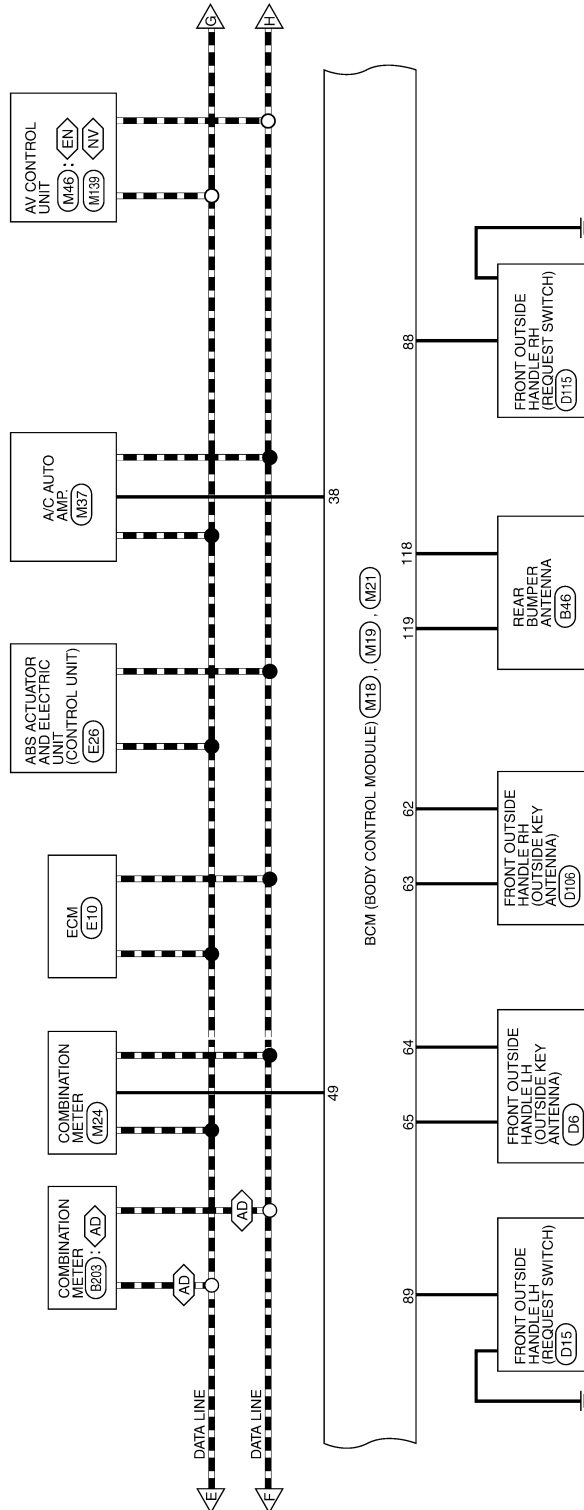 E
DATA LINE
G
F
DATA LINE
H
COMBINATION
METER
B203 : AD
AD
AD
COMBINATION
METER
M24
ECM
E10
ABS ACTUATOR
AND ELECTRIC
UNIT
(CONTROL UNIT)
E26
A/C AUTO
AMP.
M37
AV CONTROL
UNIT
M46 : EN
M139 NV
49
38
BCM (BODY CONTROL MODULE) M18 , M19 , M21
89
65
64
63
62
119
118
88
FRONT OUTSIDE
HANDLE LH
(REQUEST SWITCH)
D15
FRONT OUTSIDE
HANDLE LH
(OUTSIDE KEY
ANTENNA)
D6
FRONT OUTSIDE
HANDLE RH
(OUTSIDE KEY
ANTENNA)
D106
REAR
BUMPER
ANTENNA
B46
FRONT OUTSIDE
HANDLE RH
(REQUEST SWITCH)
D115